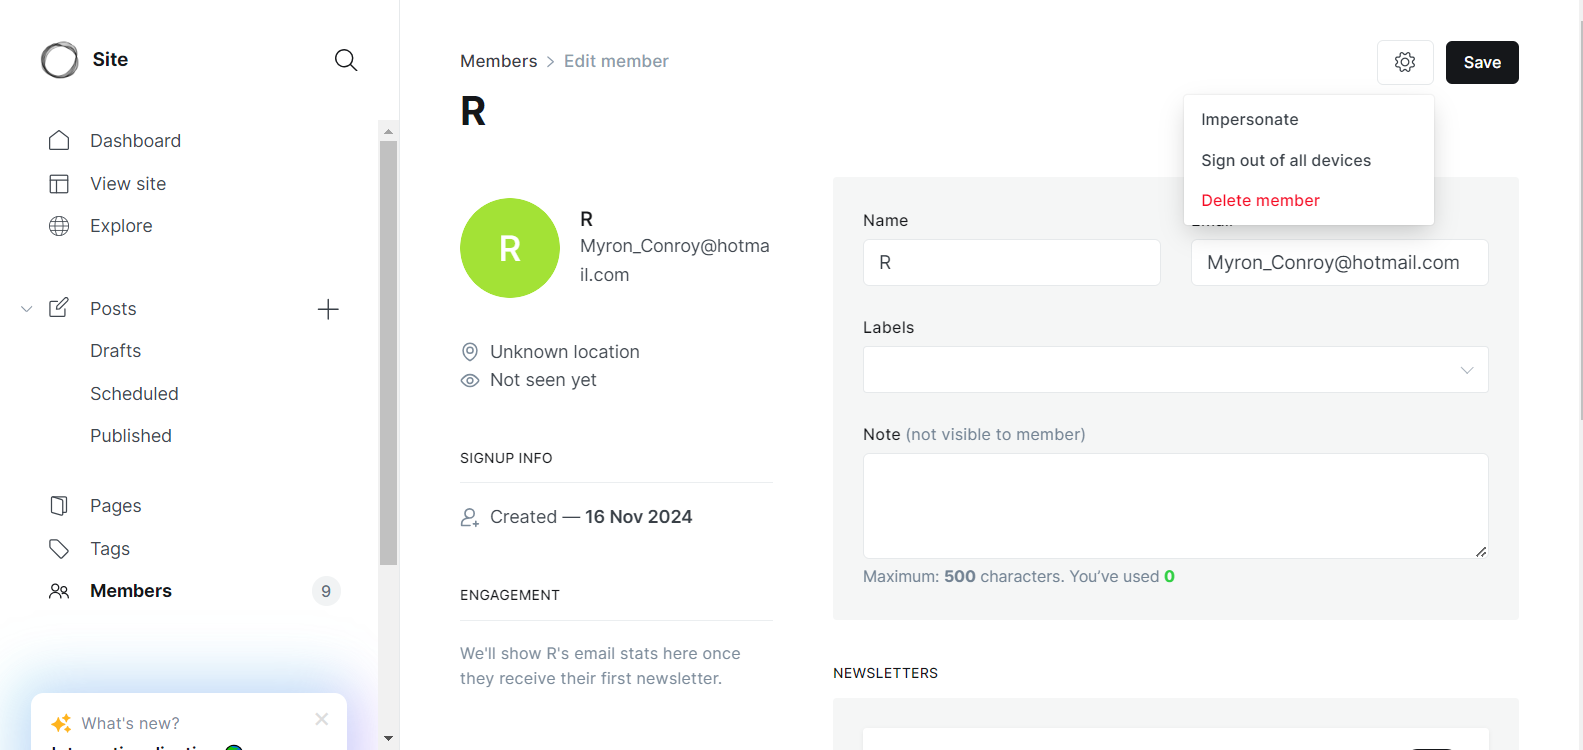 Site
Dashboard
View site
Explore
Posts
Drafts
Scheduled
Published
Pages
Tags
Members
9
What's new?
Members > Edit member
Save
R
Impersonate
Sign out of all devices
Delete member
R
R
Myron_Conroy@hotma
il.com
Unknown location
Not seen yet
SIGNUP INFO
Created — 16 Nov 2024
ENGAGEMENT
We'll show R's email stats here once
they receive their first newsletter.
Name
R
Myron_Conroy@hotmail.com
Labels
Note (not visible to member)
Maximum: 500 characters. You've used 0
NEWSLETTERS